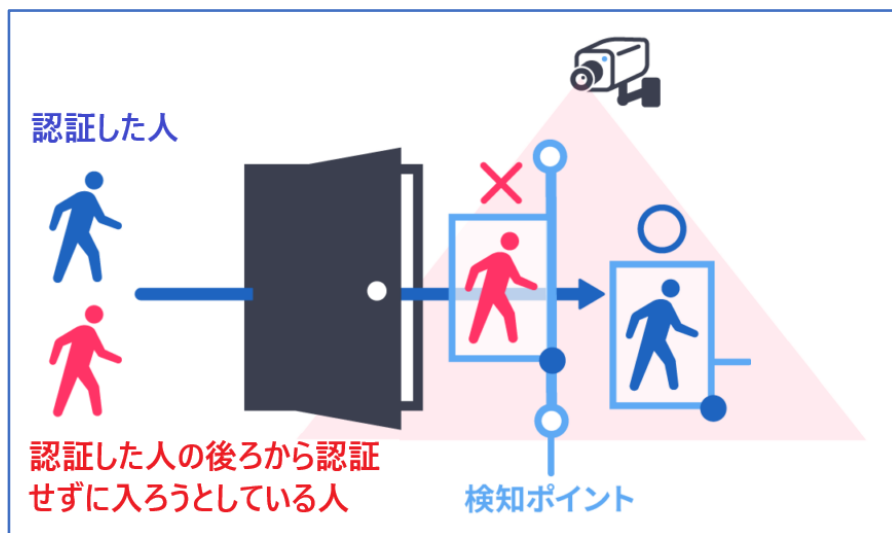 認証した人
認証した人の後ろから認証
せずに入ろうとしている人
検知ポイント